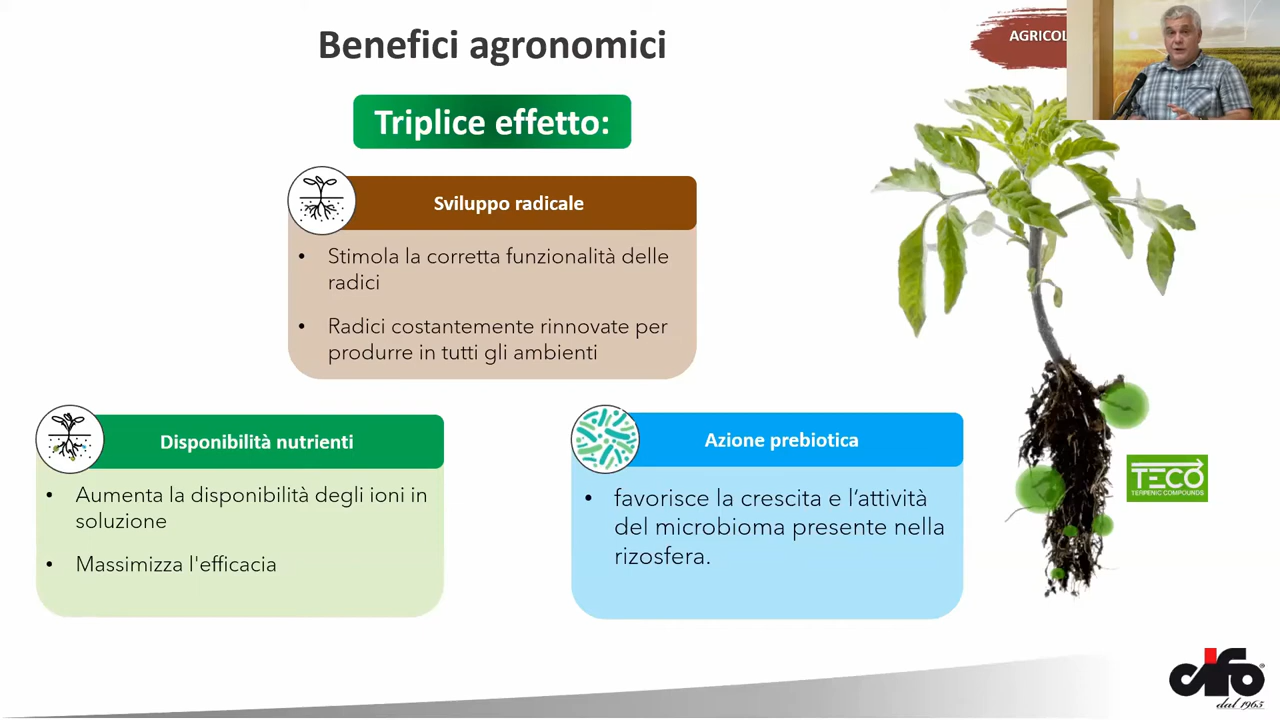 Benefici agronomici
AGRICOL
Triplice effetto:
Sviluppo radicale
• Stimola la corretta funzionalità delle
radici
• Radici costantemente rinnovate per
produrre in tutti gli ambienti
Disponibilità nutrienti
• Aumenta la disponibilità degli ioni in
soluzione
• Massimizza l'efficacia
Azione prebiotica
• favorisce la crescita e l’attività
del microbioma presente nella
rizosfera.
TECO
TERPENIC COMPOUNDS
cifo®
dal 1965